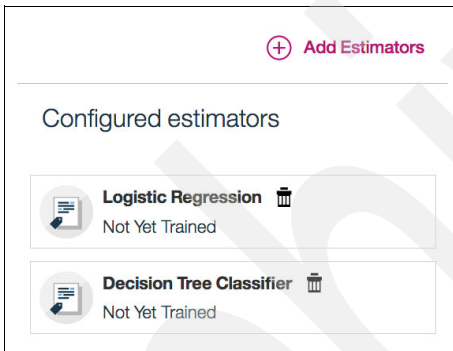 Add Estimators
Configured estimators
Logistic Regression
Not Yet Trained
Decision Tree Classifier
Not Yet Trained